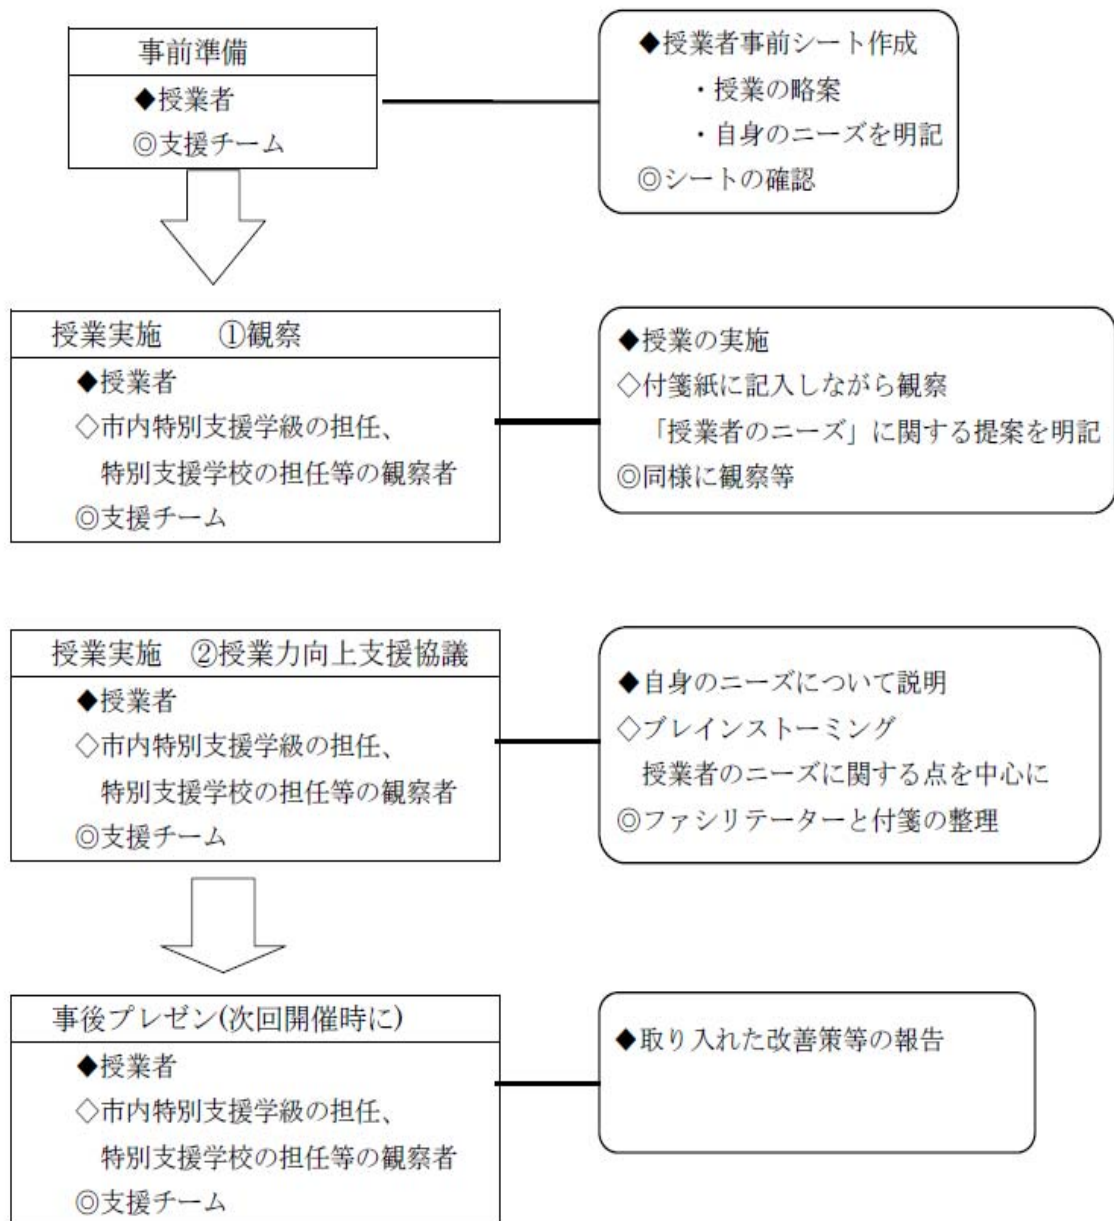 事前準備
◆授業者
◎支援チーム
◆授業者事前シート作成
・授業の略案
・自身のニーズを明記
◎シートの確認
授業実施　①観察
◆授業者
◇市内特別支援学級の担任、
特別支援学校の担任等の観察者
◎支援チーム
◆授業の実施
◇付箋紙に記入しながら観察
「授業者のニーズ」に関する提案を明記
◎同様に観察等
授業実施　②授業力向上支援協議
◆授業者
◇市内特別支援学級の担任、
特別支援学校の担任等の観察者
◎支援チーム
◆自身のニーズについて説明
◇ブレインストーミング
授業者のニーズに関する点を中心に
◎ファシリテーターと付箋の整理
事後プレゼン(次回開催時に)
◆授業者
◇市内特別支援学級の担任、
特別支援学校の担任等の観察者
◎支援チーム
◆取り入れた改善策等の報告